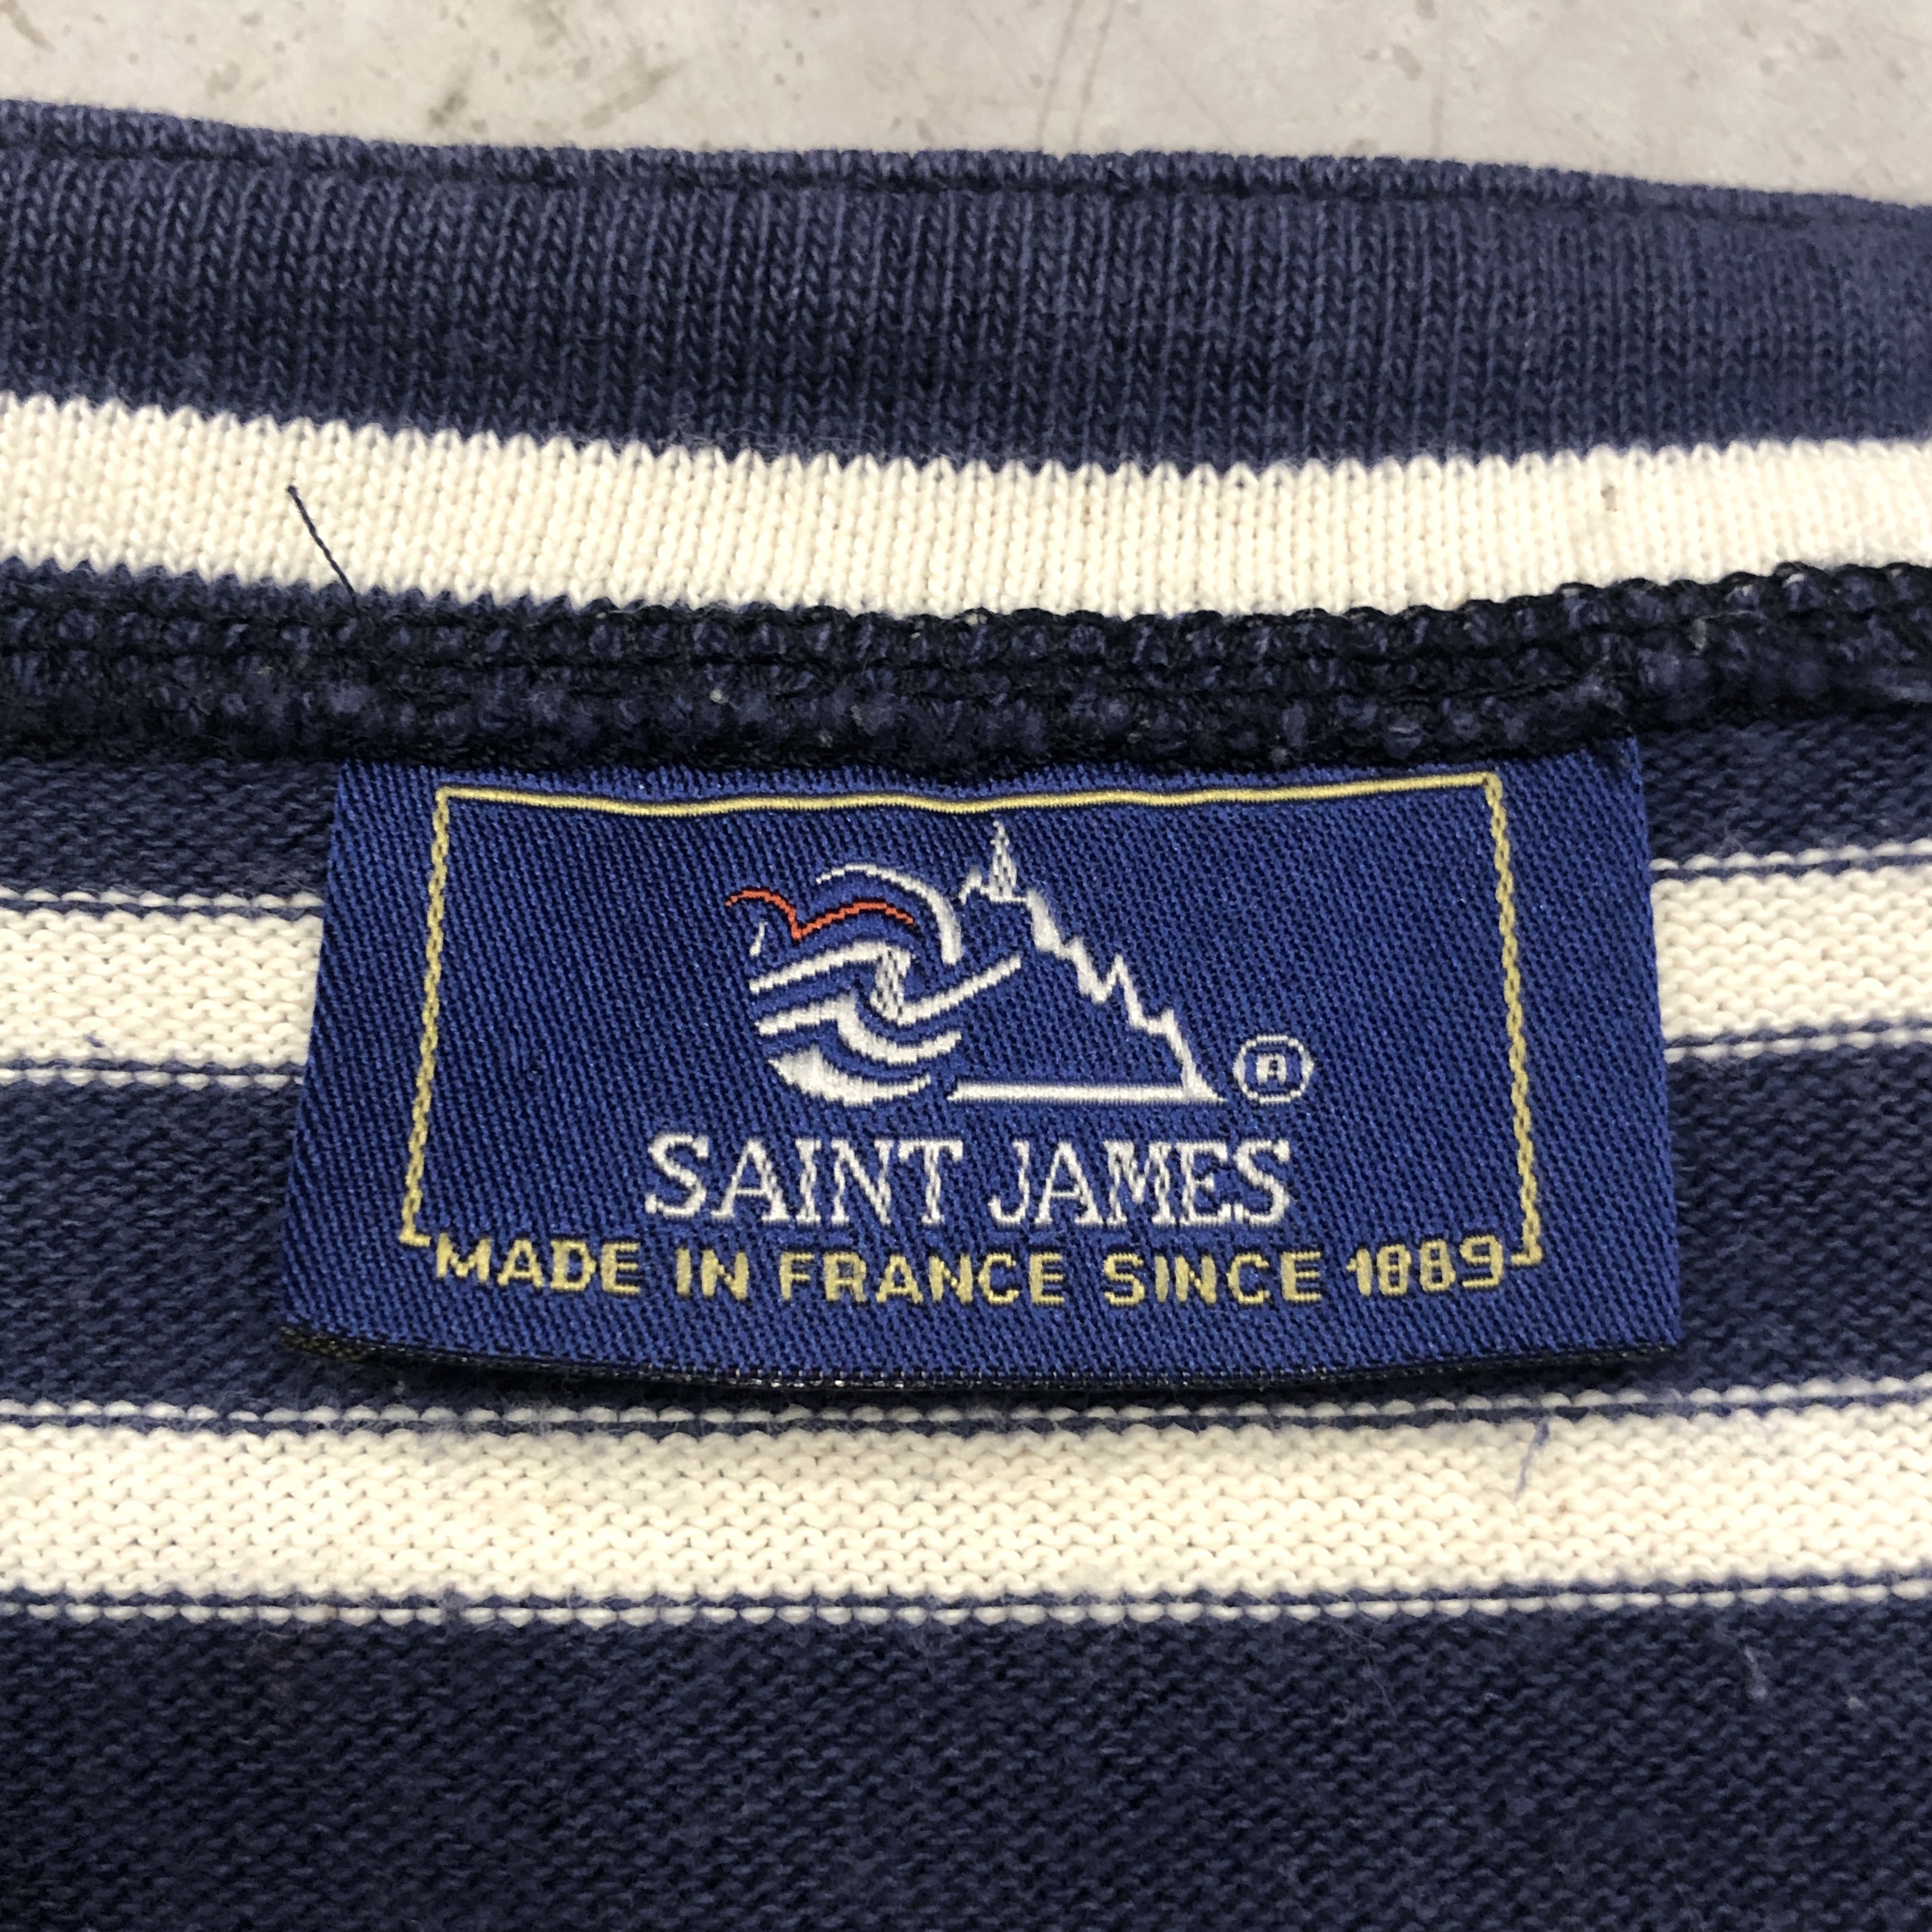 ®
SAINT JAMES
MADE IN FRANCE SINCE 1889